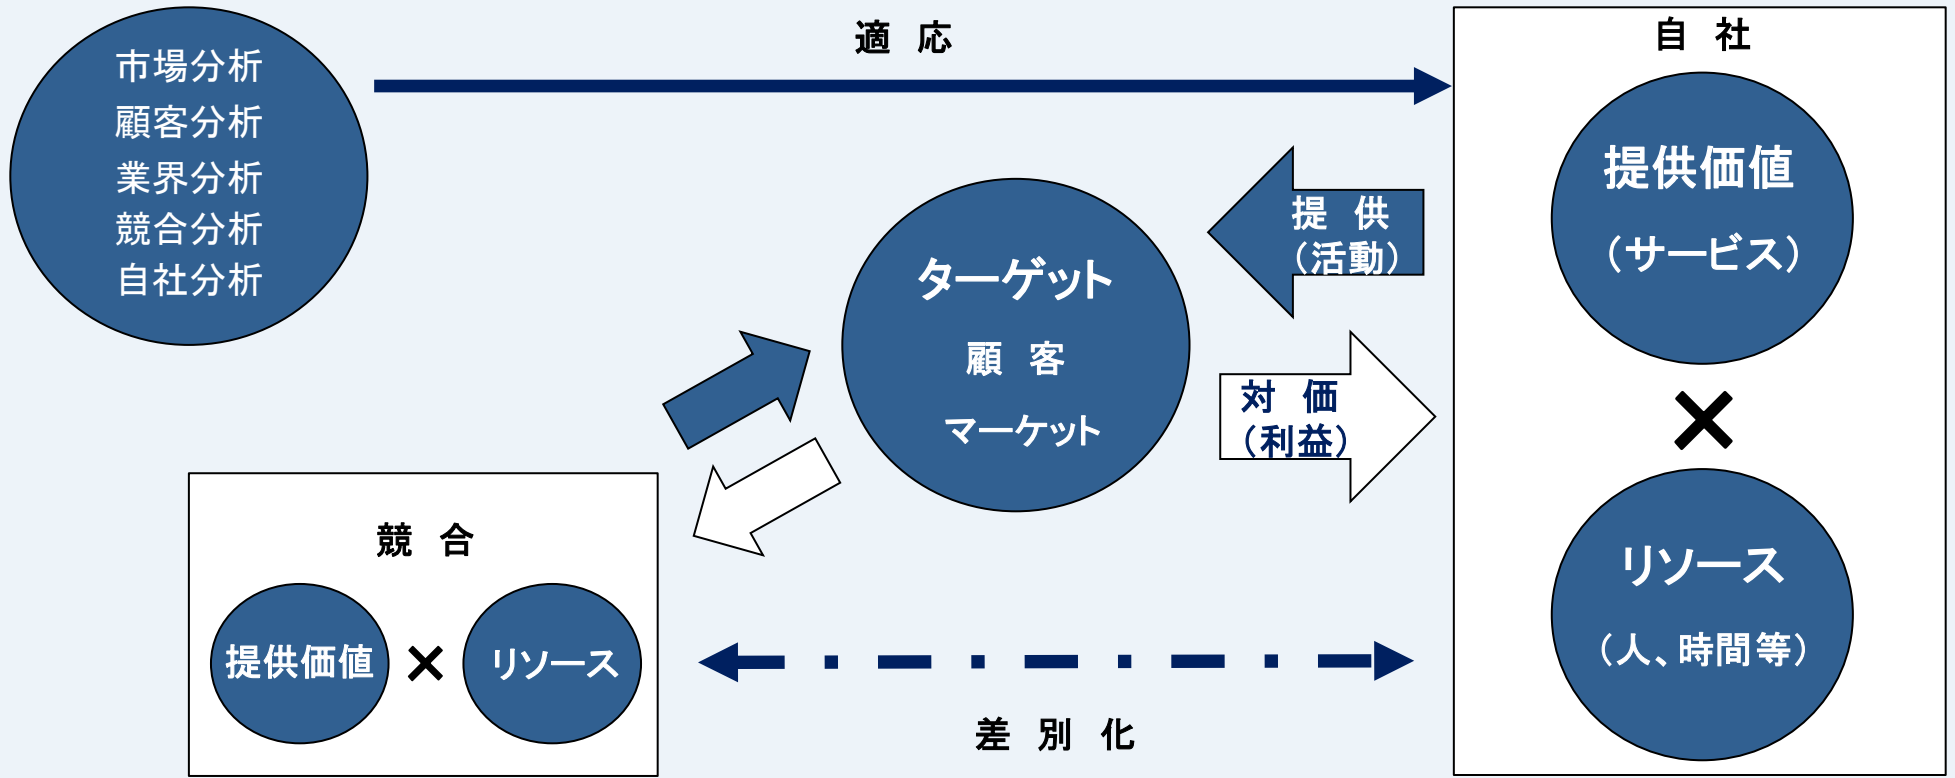 市場分析
顧客分析
業界分析
競合分析
自社分析
適 応
自 社
提供価値
（サービス）
×
リソース
（人、時間等）
提 供
（活動）
対 価
（利益）
ターゲット
顧 客
マーケット
競 合
提供価値 × リソース
差 別 化